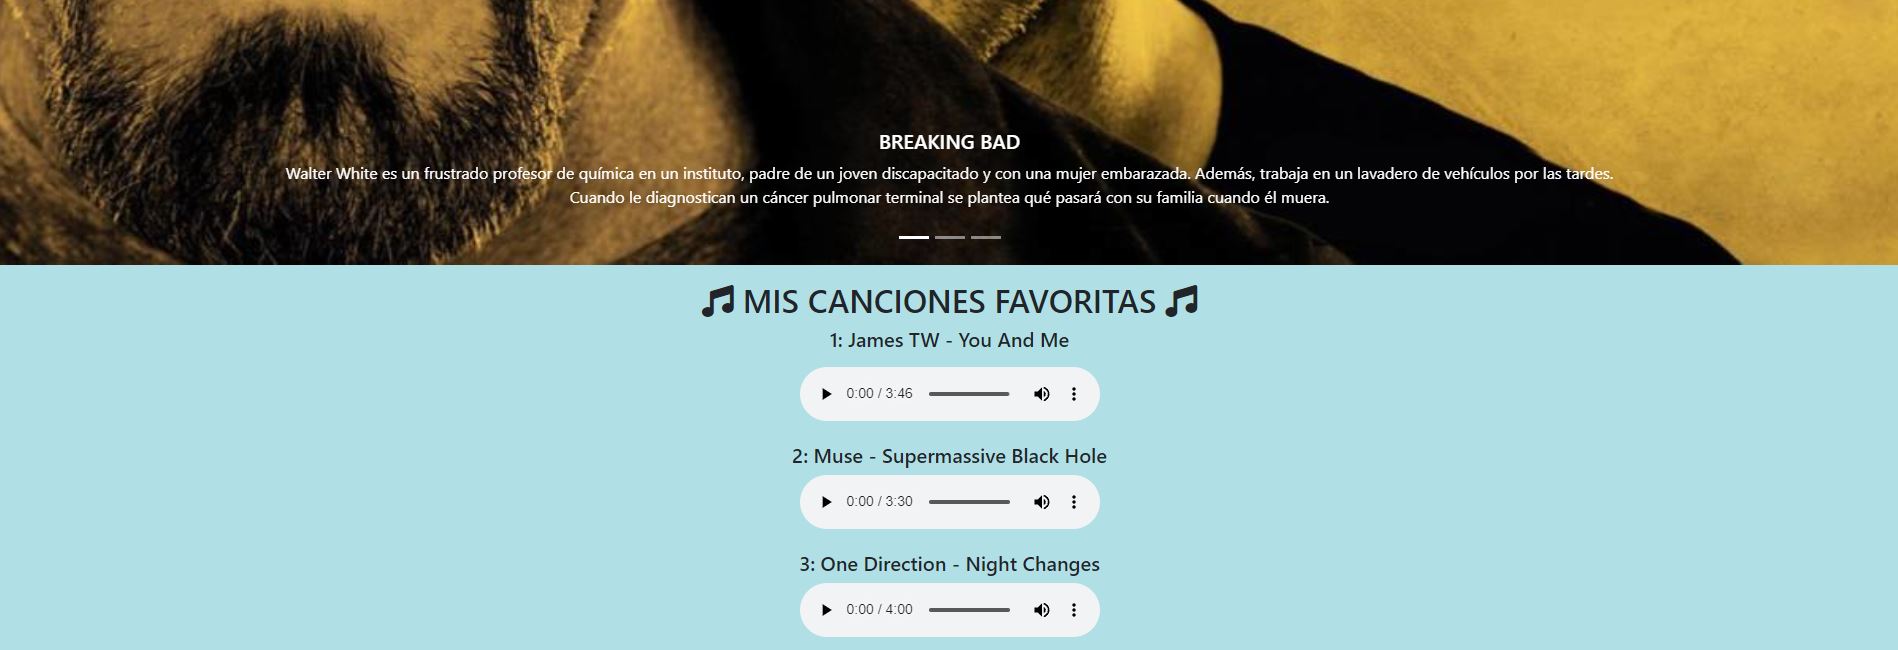 BREAKING BAD
Walter White es un frustrado profesor de química en un instituto, padre de un joven discapacitado y con una mujer embarazada. Además, trabaja en un lavadero de vehículos por las tardes.
Cuando le diagnostican un cáncer pulmonar terminal se plantea qué pasará con su familia cuando él muera.
MIS CANCIONES FAVORITAS
1: James TW - You And Me
0:00 / 3:46
2: Muse - Supermassive Black Hole
0:00 / 3:30
3: One Direction - Night Changes
0:00 / 4:00